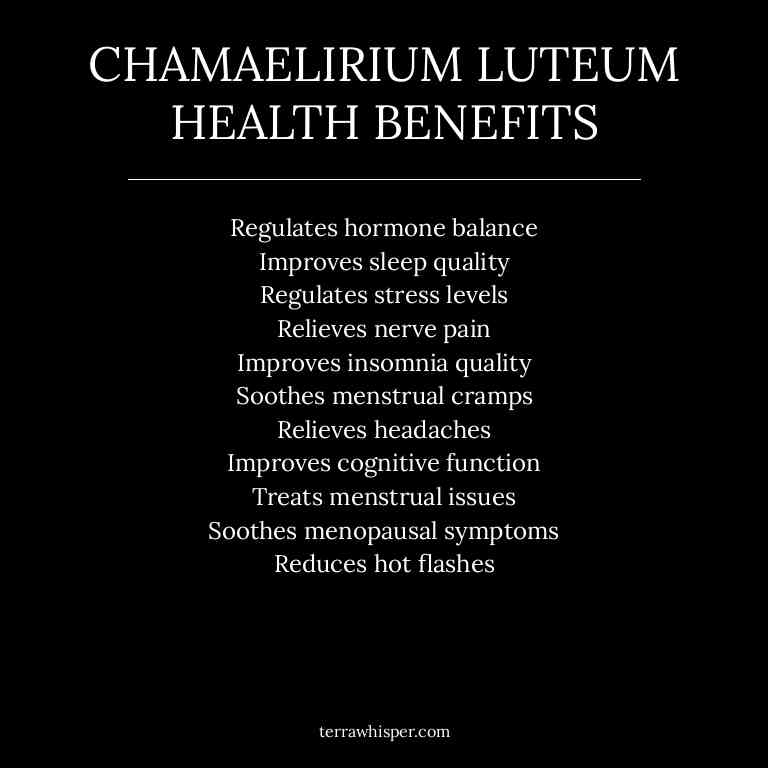 CHAMAELIRIUM LUTEUM
HEALTH BENEFITS
Regulates hormone balance
Improves sleep quality
Regulates stress levels
Relieves nerve pain
Improves insomnia quality
Soothes menstrual cramps
Relieves headaches
Improves cognitive function
Treats menstrual issues
Soothes menopausal symptoms
Reduces hot flashes
terrawhisper.com